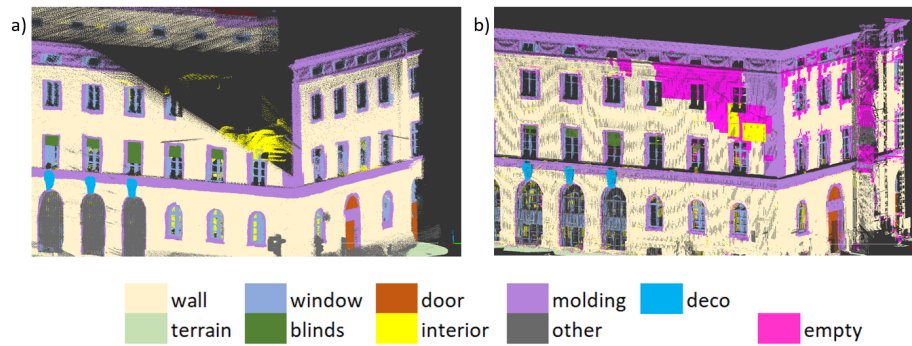 a)
b)
wall window door molding deco
terrain blinds interior other empty